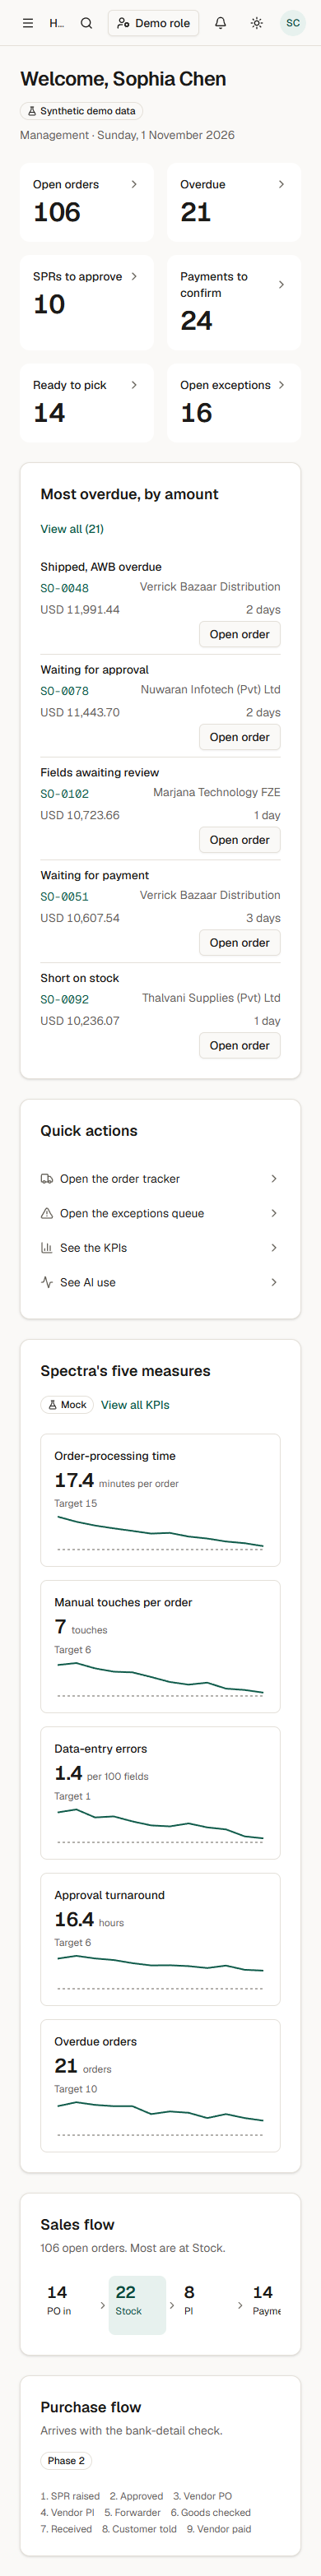 H...
Demo role
SC
Welcome, Sophia Chen
Synthetic demo data
Management · Sunday, 1 November 2026
Open orders
106
Overdue
21
SPRs to approve
10
Payments to
confirm
24
Ready to pick
14
Open exceptions
16
Most overdue, by amount
View all (21)
Shipped, AWB overdue
SO-0048 Verrick Bazaar Distribution
USD 11,991.44 2 days
Open order
Waiting for approval
SO-0078 Nuwaran Infotech (Pvt) Ltd
USD 11,443.70 2 days
Open order
Fields awaiting review
SO-0102 Marjana Technology FZE
USD 10,723.66 1 day
Open order
Waiting for payment
SO-0051 Verrick Bazaar Distribution
USD 10,607.54 3 days
Open order
Short on stock
SO-0092 Thalvani Supplies (Pvt) Ltd
USD 10,236.07 1 day
Open order
Quick actions
Open the order tracker
Open the exceptions queue
See the KPIs
See AI use
Spectra's five measures
Mock View all KPIs
Order-processing time
17.4 minutes per order
Target 15
Manual touches per order
7 touches
Target 6
Data-entry errors
1.4 per 100 fields
Target 1
Approval turnaround
16.4 hours
Target 6
Overdue orders
21 orders
Target 10
Sales flow
106 open orders. Most are at Stock.
14 22 8 14
PO in Stock PI Payme
Purchase flow
Arrives with the bank-detail check.
Phase 2
1. SPR raised 2. Approved 3. Vendor PO
4. Vendor PI 5. Forwarder 6. Goods checked
7. Received 8. Customer told 9. Vendor paid